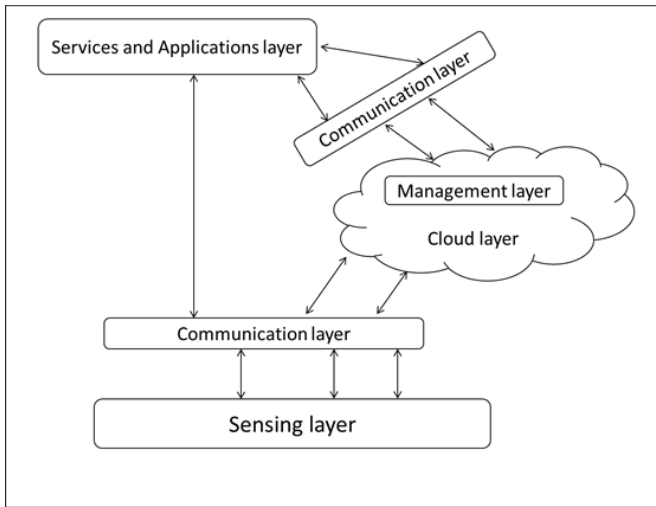 Services and Applications layer
Communication layer
Management layer
Cloud layer
Communication layer
Sensing layer